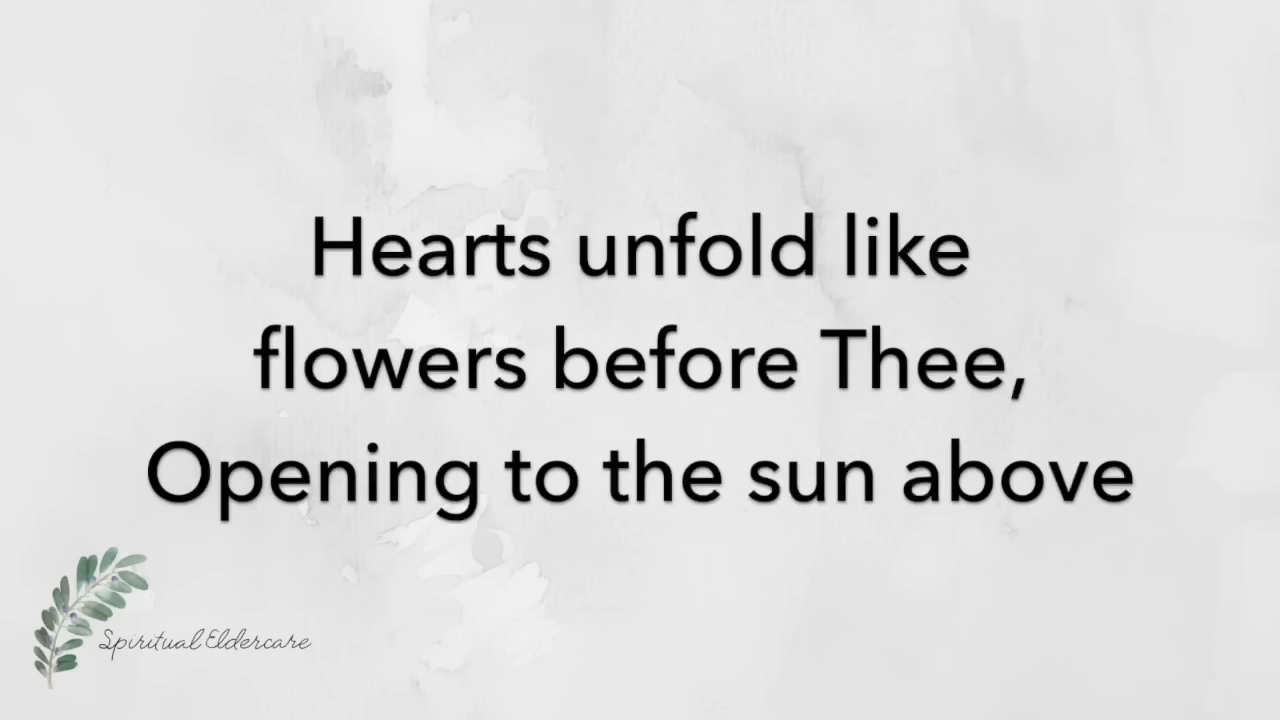 Hearts unfold like
flowers before Thee,
Opening to the sun above
Spiritual Eldercare